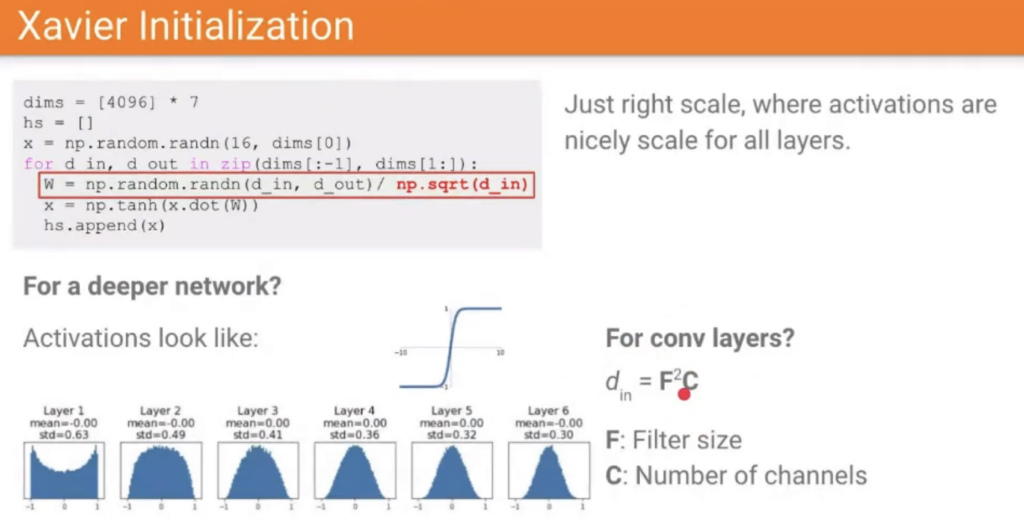 Xavier Initialization
dims = [4096] * 7
hs = []
x = np.random.randn(16, dims[0])
for d_in, d_out in zip(dims[:-1], dims[1:]):
W = np.random.randn(d_in, d_out)/ np.sqrt(d_in)
x = np.tanh(x.dot(W))
hs.append(x)
Just right scale, where activations are
nicely scale for all layers.
For a deeper network?
Activations look like:
1
-10
10
-1
Layer 1
mean=-0.00
std=0.63
Layer 2
mean=-0.00
std=0.49
Layer 3
mean=0.00
std=0.41
Layer 4
mean=0.00
std=0.36
Layer 5
mean=0.00
std=0.32
Layer 6
mean=-0.00
std=0.30
-1 0 1
-1 0 1
-1 0 1
-1 0 1
-1 0 1
-1 0 1
For conv layers?
d_in = F²C
F: Filter size
C: Number of channels